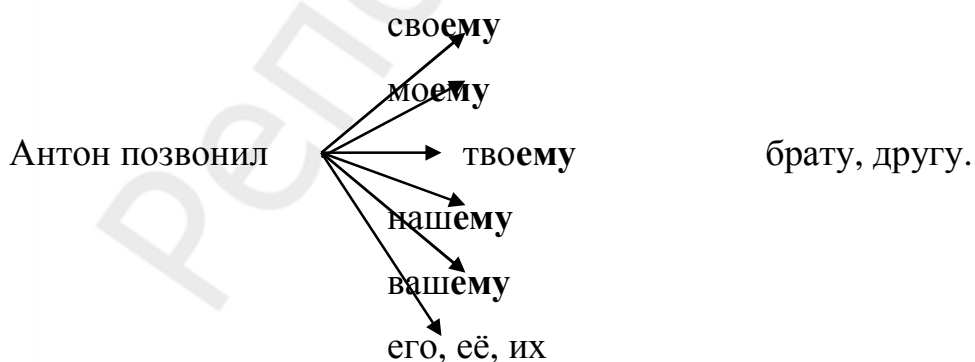 своему
моему
Антон позвонил твоему брату, другу.
нашему
вашему
его, её, их